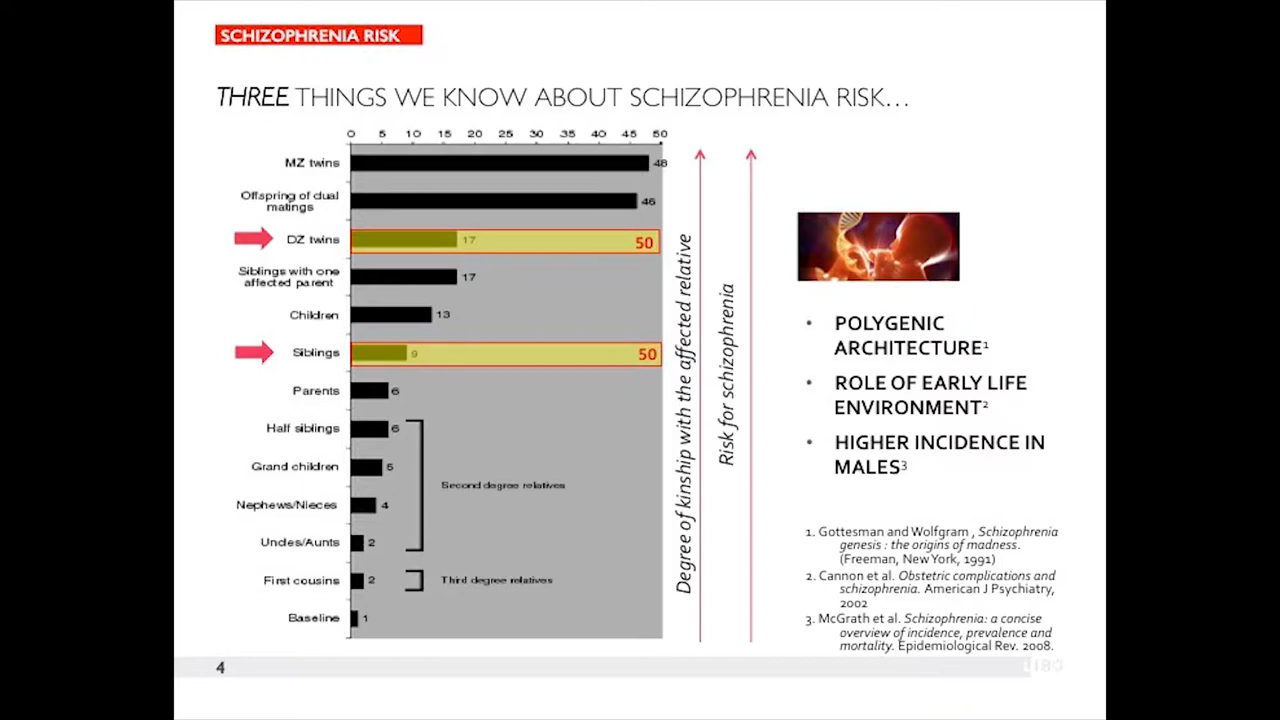 SCHIZOPHRENIA RISK
THREE THINGS WE KNOW ABOUT SCHIZOPHRENIA RISK…
0 5 10 15 20 25 30 35 40 45 50
MZ twins 48
Offspring of dual
matings 46
DZ twins 17 50
Siblings with one
affected parent 17
Children 13
Siblings 9 50
Parents 6
Half siblings 6
Grand children 5
Second degree relatives
Nephews/Nieces 4
Uncles/Aunts 2
First cousins 2 Third degree relatives
Baseline 1
Degree of kinship with the affected relative
Risk for schizophrenia
• POLYGENIC
ARCHITECTURE¹
• ROLE OF EARLY LIFE
ENVIRONMENT²
• HIGHER INCIDENCE IN
MALES³
1. Gottesman and Wolfgram , Schizophrenia
genesis : the origins of madness.
(Freeman, New York, 1991)
2. Cannon et al. Obstetric complications and
schizophrenia. American J Psychiatry,
2002
3. McGrath et al. Schizophrenia: a concise
overview of incidence, prevalence and
mortality. Epidemiological Rev. 2008.
4